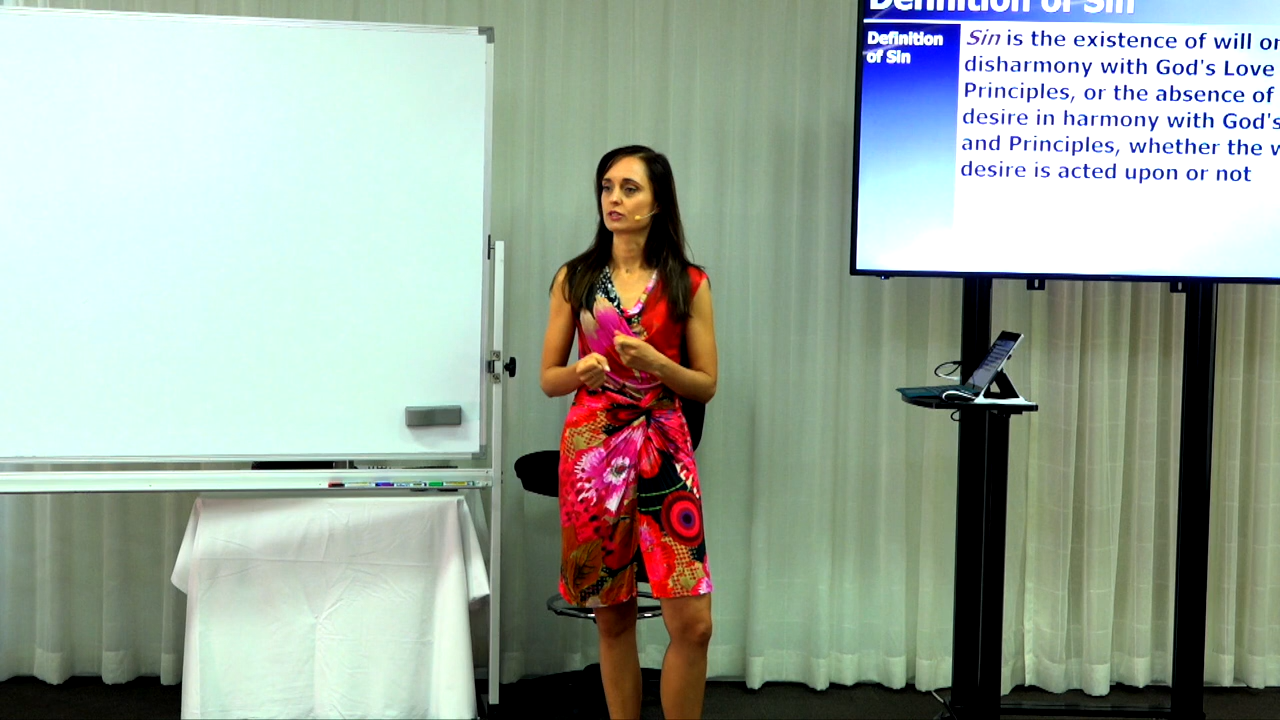 Definition of Sin
Definition
of Sin
Sin is the existence of will or
disharmony with God's Love
Principles, or the absence of
desire in harmony with God's
and Principles, whether the
desire is acted upon or not